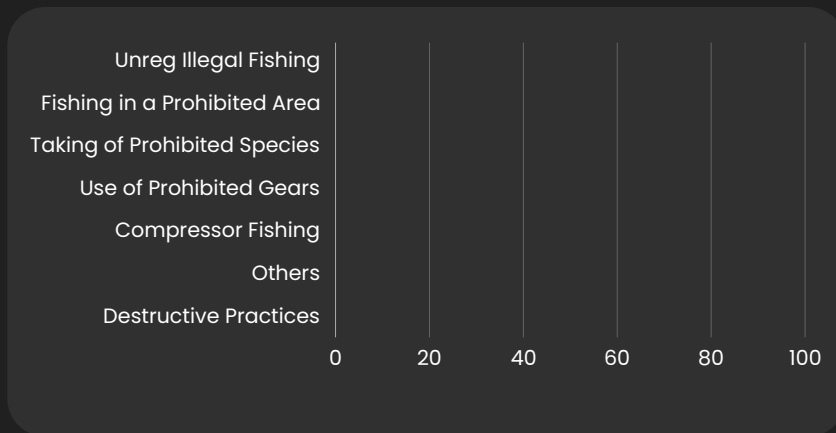 Unreg Illegal Fishing
Fishing in a Prohibited Area
Taking of Prohibited Species
Use of Prohibited Gears
Compressor Fishing
Others
Destructive Practices
0 20 40 60 80 100